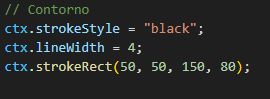 // Contorno
ctx.strokeStyle = "black";
ctx.lineWidth = 4;
ctx.strokeRect(50, 50, 150, 80);